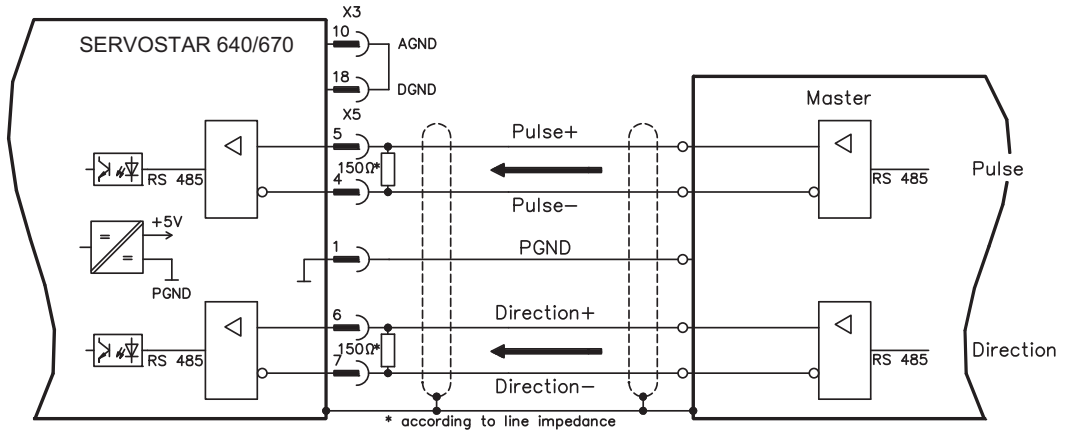 X3
SERVOSTAR 640/670
10
AGND
18
DGND
X5
Master
5
Pulse+
150Ω*
RS 485
RS 485
Pulse
4
Pulse−
+5V
=
=
1
PGND
PGND
6
Direction+
150Ω*
RS 485
RS 485
Direction
7
Direction−
* according to line impedance